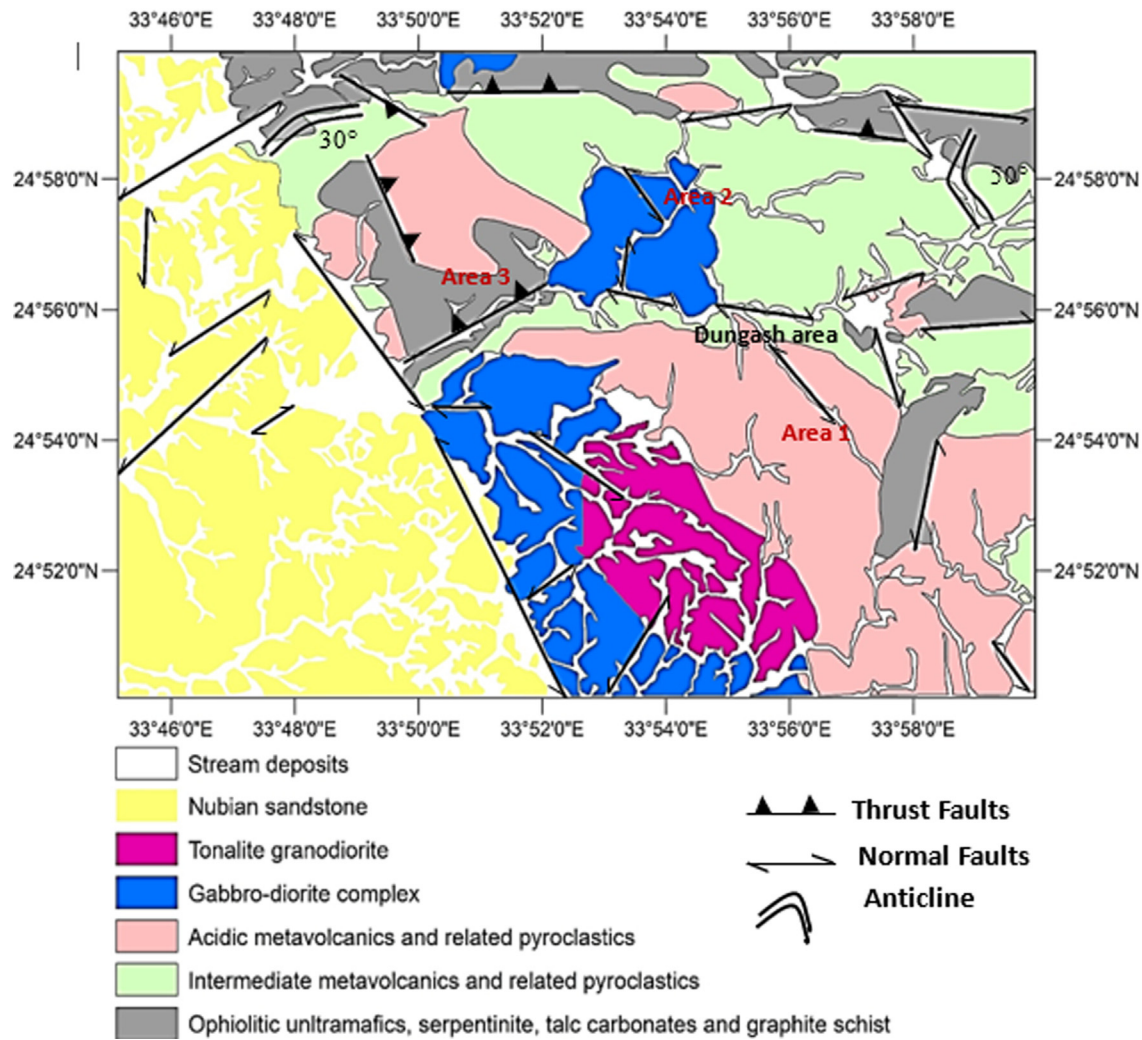 33°46'0"E 33°48'0"E 33°50'0"E 33°52'0"E 33°54'0"E 33°56'0"E 33°58'0"E
30°
24°58'0"N 50° 24°58'0"N
Area 2
Area 3
24°56'0"N 24°56'0"N
Dungash area
24°54'0"N Area 1 24°54'0"N
24°52'0"N 24°52'0"N
33°46'0"E 33°48'0"E 33°50'0"E 33°52'0"E 33°54'0"E 33°56'0"E 33°58'0"E
Stream deposits
Nubian sandstone
Tonalite granodiorite
Gabbro-diorite complex
Acidic metavolcanics and related pyroclastics
Intermediate metavolcanics and related pyroclastics
Ophiolitic unltramafics, serpentinite, talc carbonates and graphite schist
Thrust Faults
Normal Faults
Anticline